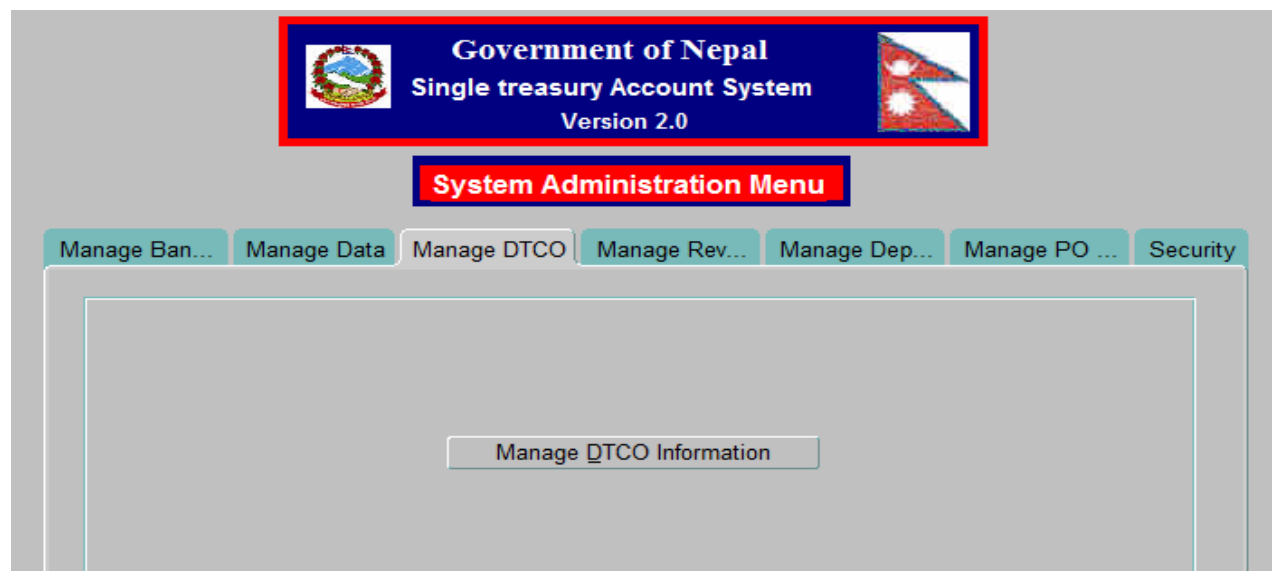 Government of Nepal
Single treasury Account System
Version 2.0
System Administration Menu
Manage Ban... Manage Data Manage DTCO Manage Rev... Manage Dep... Manage PO ... Security
Manage DTCO Information